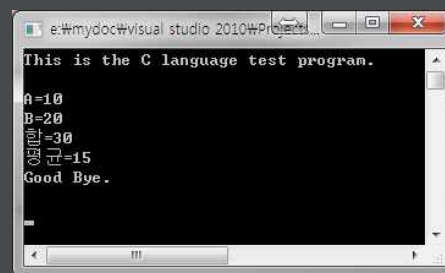 e:₩mydoc₩visual studio 2010₩Projects...
This is the C language test program.
A=10
B=20
합=30
평균=15
Good Bye.